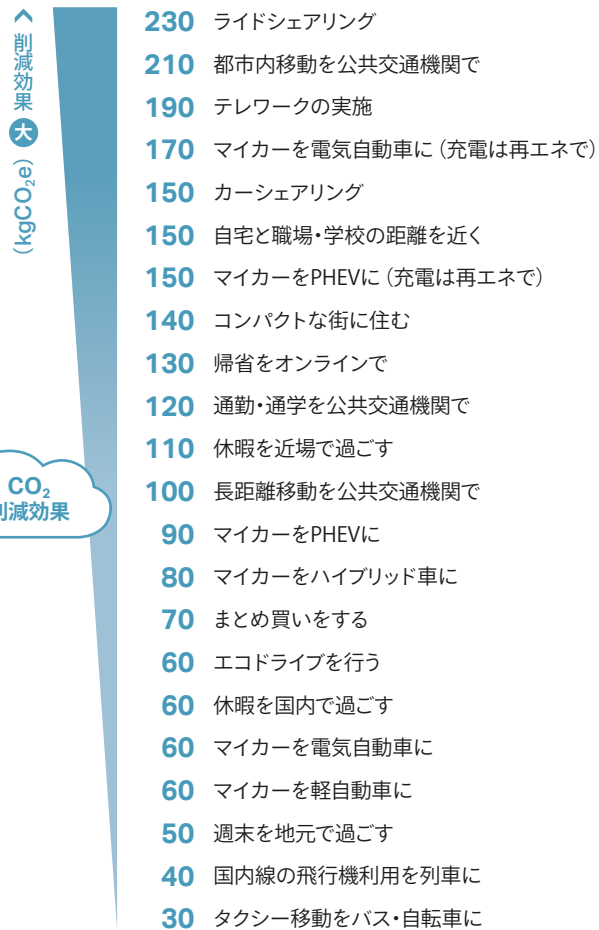 削減効果 大 (kgCO₂e)
230 ライドシェアリング
210 都市内移動を公共交通機関で
190 テレワークの実施
170 マイカーを電気自動車に（充電は再エネで）
150 カーシェアリング
150 自宅と職場・学校の距離を近く
150 マイカーをPHEVに（充電は再エネで）
140 コンパクトな街に住む
130 帰省をオンラインで
120 通勤・通学を公共交通機関で
110 休暇を近場で過ごす
100 長距離移動を公共交通機関で
90 マイカーをPHEVに
80 マイカーをハイブリッド車に
70 まとめ買いをする
60 エコドライブを行う
60 休暇を国内で過ごす
60 マイカーを電気自動車に
60 マイカーを軽自動車に
50 週末を地元で過ごす
40 国内線の飛行機利用を列車に
30 タクシー移動をバス・自転車に
CO₂
削減効果